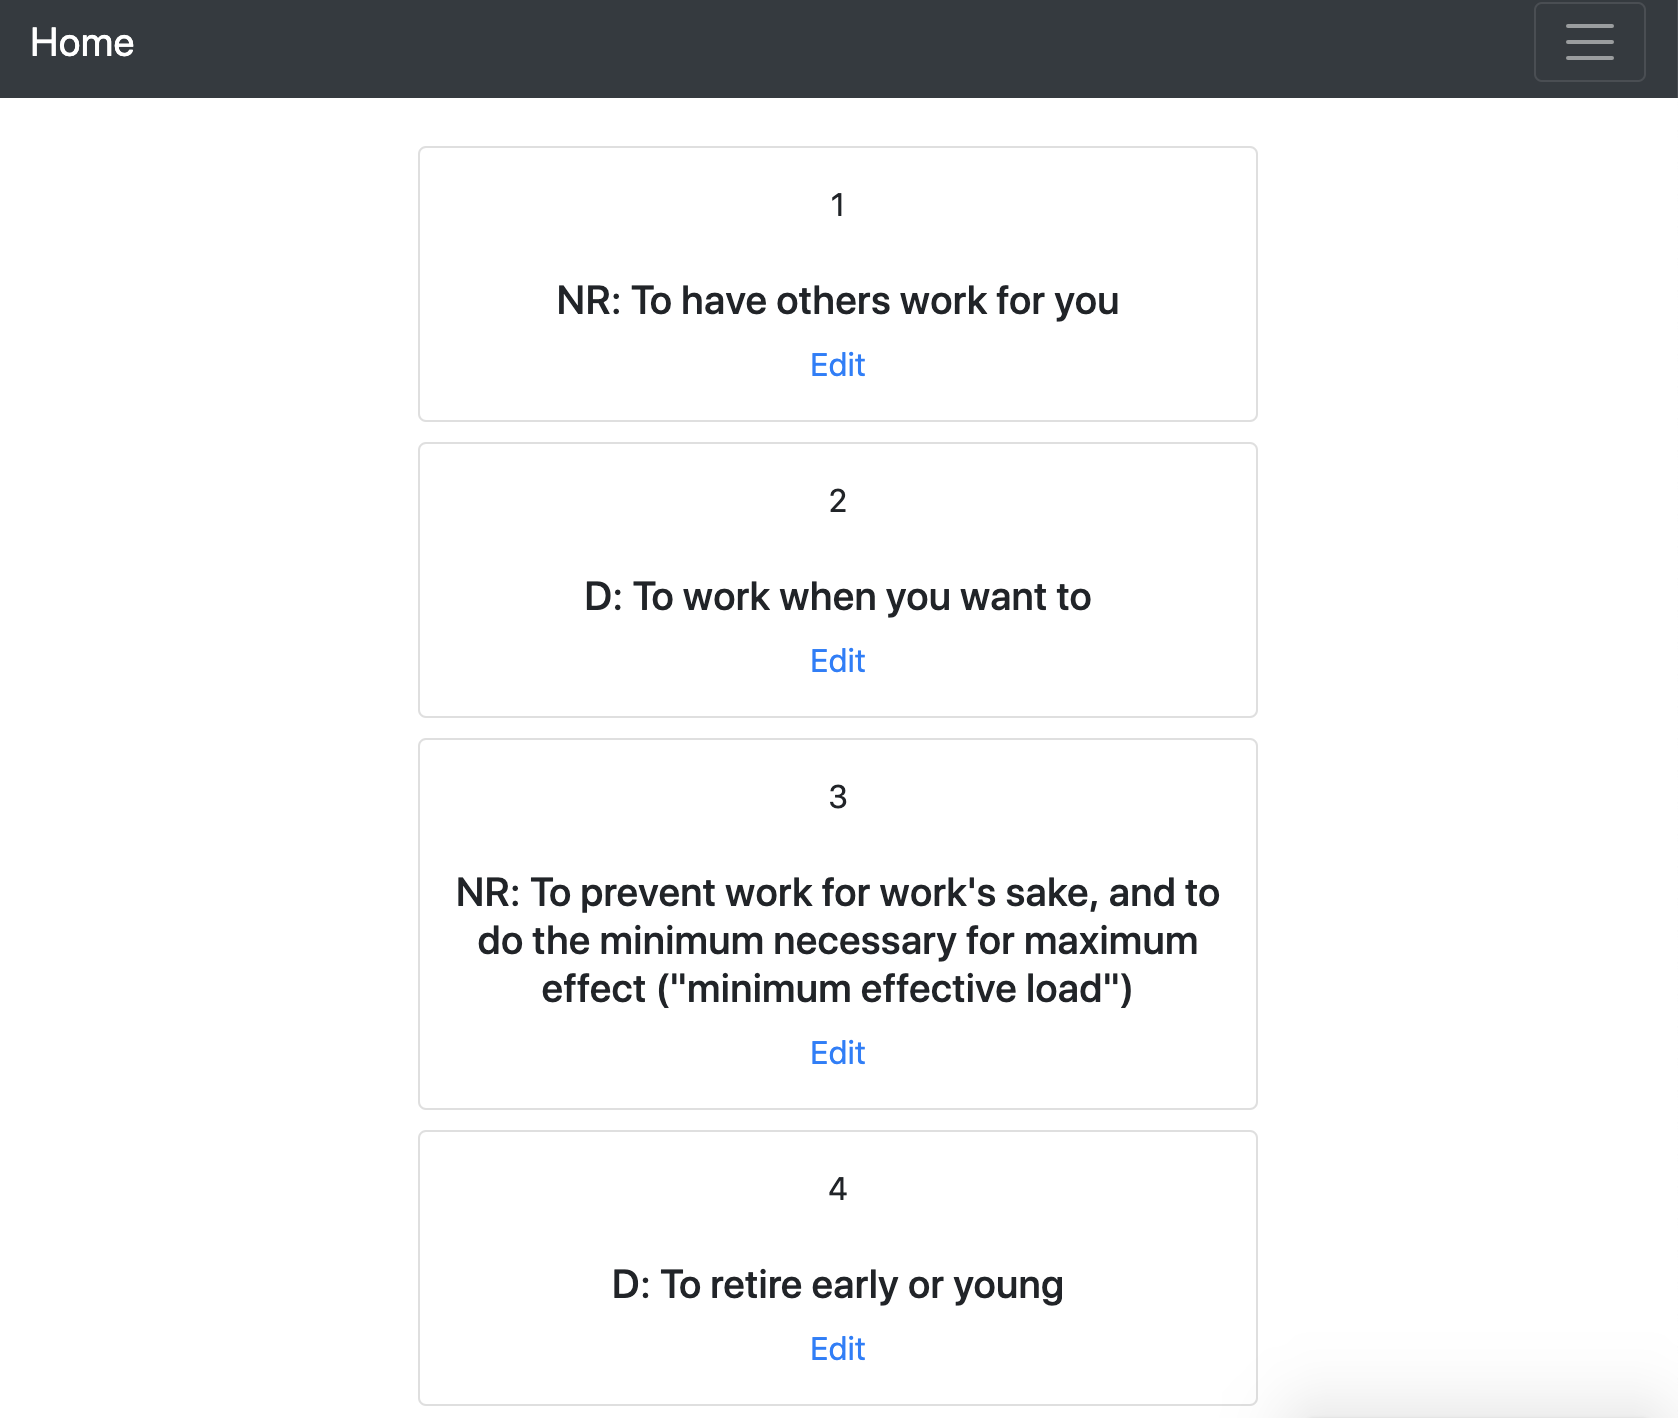 Home
1
NR: To have others work for you
Edit
2
D: To work when you want to
Edit
3
NR: To prevent work for work's sake, and to
do the minimum necessary for maximum
effect ("minimum effective load")
Edit
4
D: To retire early or young
Edit